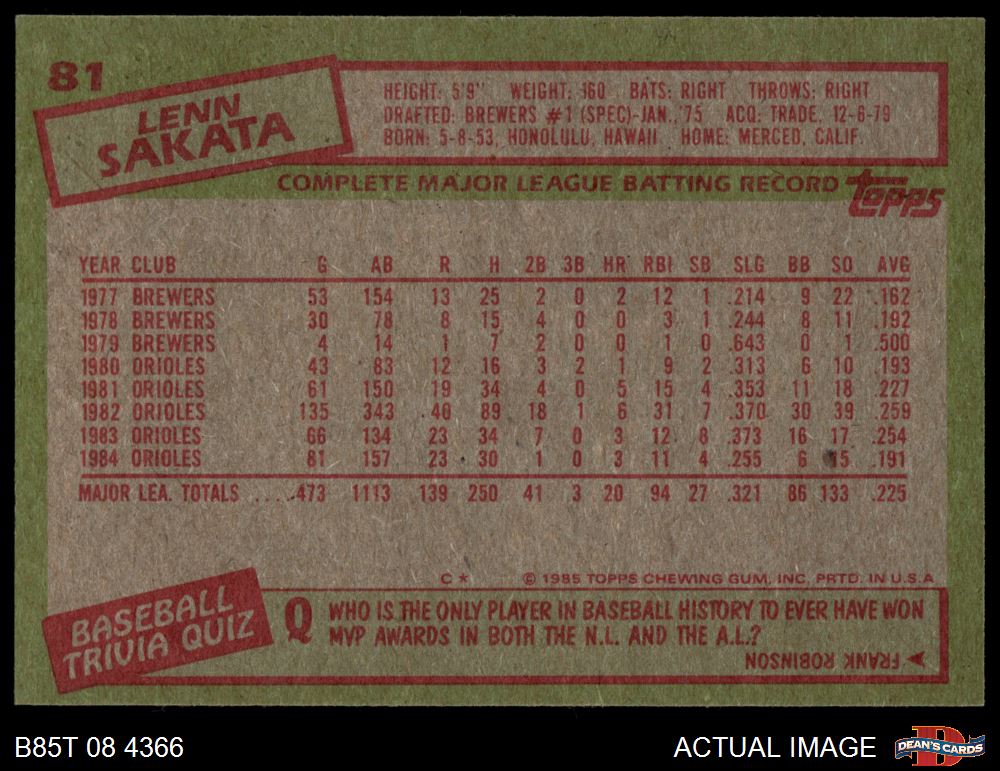 81
LENN
SAKATA
HEIGHT: 5'9" WEIGHT: 160 BATS: RIGHT THROWS: RIGHT
DRAFTED: BREWERS #1 (SPEC)-JAN., '75 ACQ: TRADE, 12-6-79
BORN: 5-8-53, HONOLULU, HAWAII HOME: MERCED, CALIF.
COMPLETE MAJOR LEAGUE BATTING RECORD
topps
YEAR CLUB G AB R H 2B 3B HR RBI SB SLG BB SO AVG
1977 BREWERS 53 154 13 25 2 0 2 12 1 .214 9 22 .162
1978 BREWERS 30 78 8 15 4 0 0 3 1 .244 8 11 .192
1979 BREWERS 4 14 1 7 2 0 0 1 0 .643 0 1 .500
1980 ORIOLES 43 83 12 16 3 2 1 9 2 .313 6 10 .193
1981 ORIOLES 61 150 19 34 4 0 5 15 4 .353 11 18 .227
1982 ORIOLES 135 343 40 89 18 1 6 31 7 .370 30 39 .259
1983 ORIOLES 66 134 23 34 7 0 3 12 8 .373 16 17 .254
1984 ORIOLES 81 157 23 30 1 0 3 11 4 .255 6 15 .191
MAJOR LEA. TOTALS .... 473 1113 139 250 41 3 20 94 27 .321 86 133 .225
C* © 1985 TOPPS CHEWING GUM, INC. PRTD. IN U.S.A.
BASEBALL
TRIVIA QUIZ
Q WHO IS THE ONLY PLAYER IN BASEBALL HISTORY TO EVER HAVE WON
MVP AWARDS IN BOTH THE N.L. AND THE A.L.?
FRANK ROBINSON
B85T 08 4366
ACTUAL IMAGE
D
DEAN'S CARDS